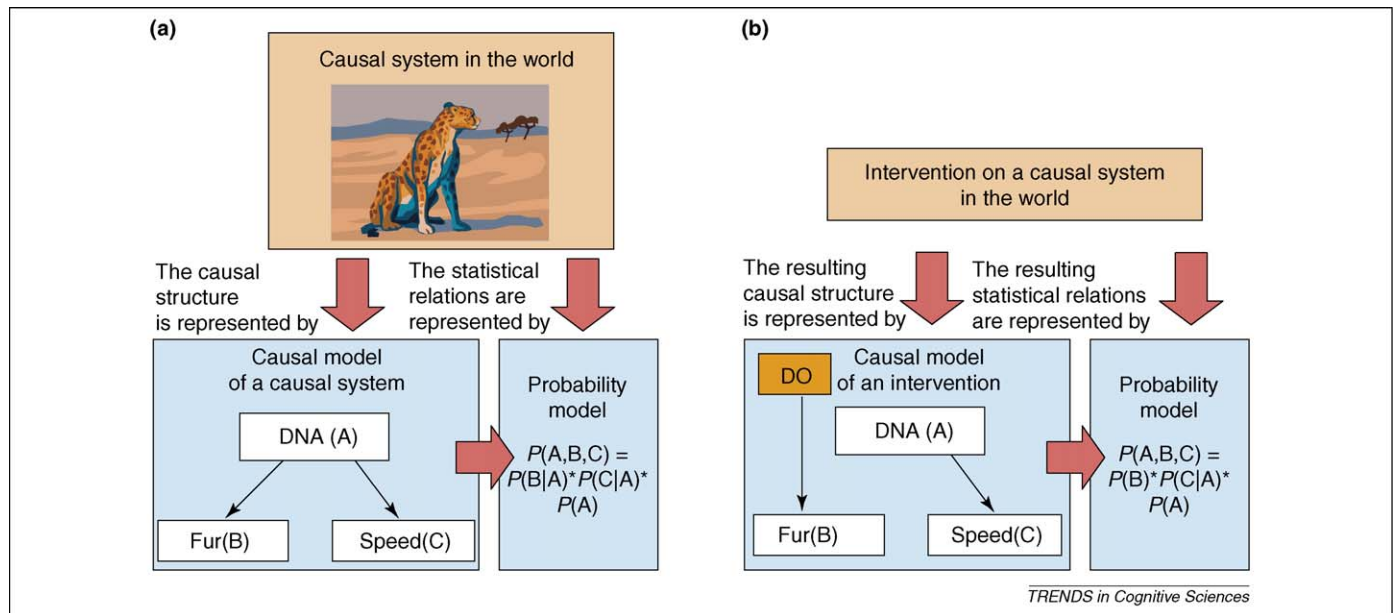 (a)
Causal system in the world
The causal
structure
is represented by
The statistical
relations are
represented by
Causal model
of a causal system
DNA (A)
Fur(B)
Speed(C)
Probability
model
P(A,B,C) =
P(B|A)*P(C|A)*
P(A)
(b)
Intervention on a causal system
in the world
The resulting
causal structure
is represented by
The resulting
statistical relations
are represented by
DO
Causal model
of an intervention
DNA (A)
Fur(B)
Speed(C)
Probability
model
P(A,B,C) =
P(B)*P(C|A)*
P(A)
TRENDS in Cognitive Sciences